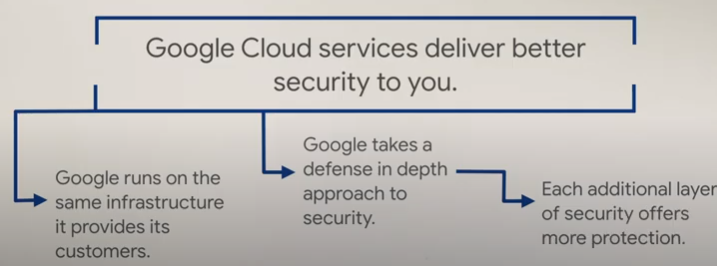 Google Cloud services deliver better
security to you.
Google runs on the
same infrastructure
it provides its
customers.
Google takes a
defense in depth
approach to
security.
Each additional layer
of security offers
more protection.